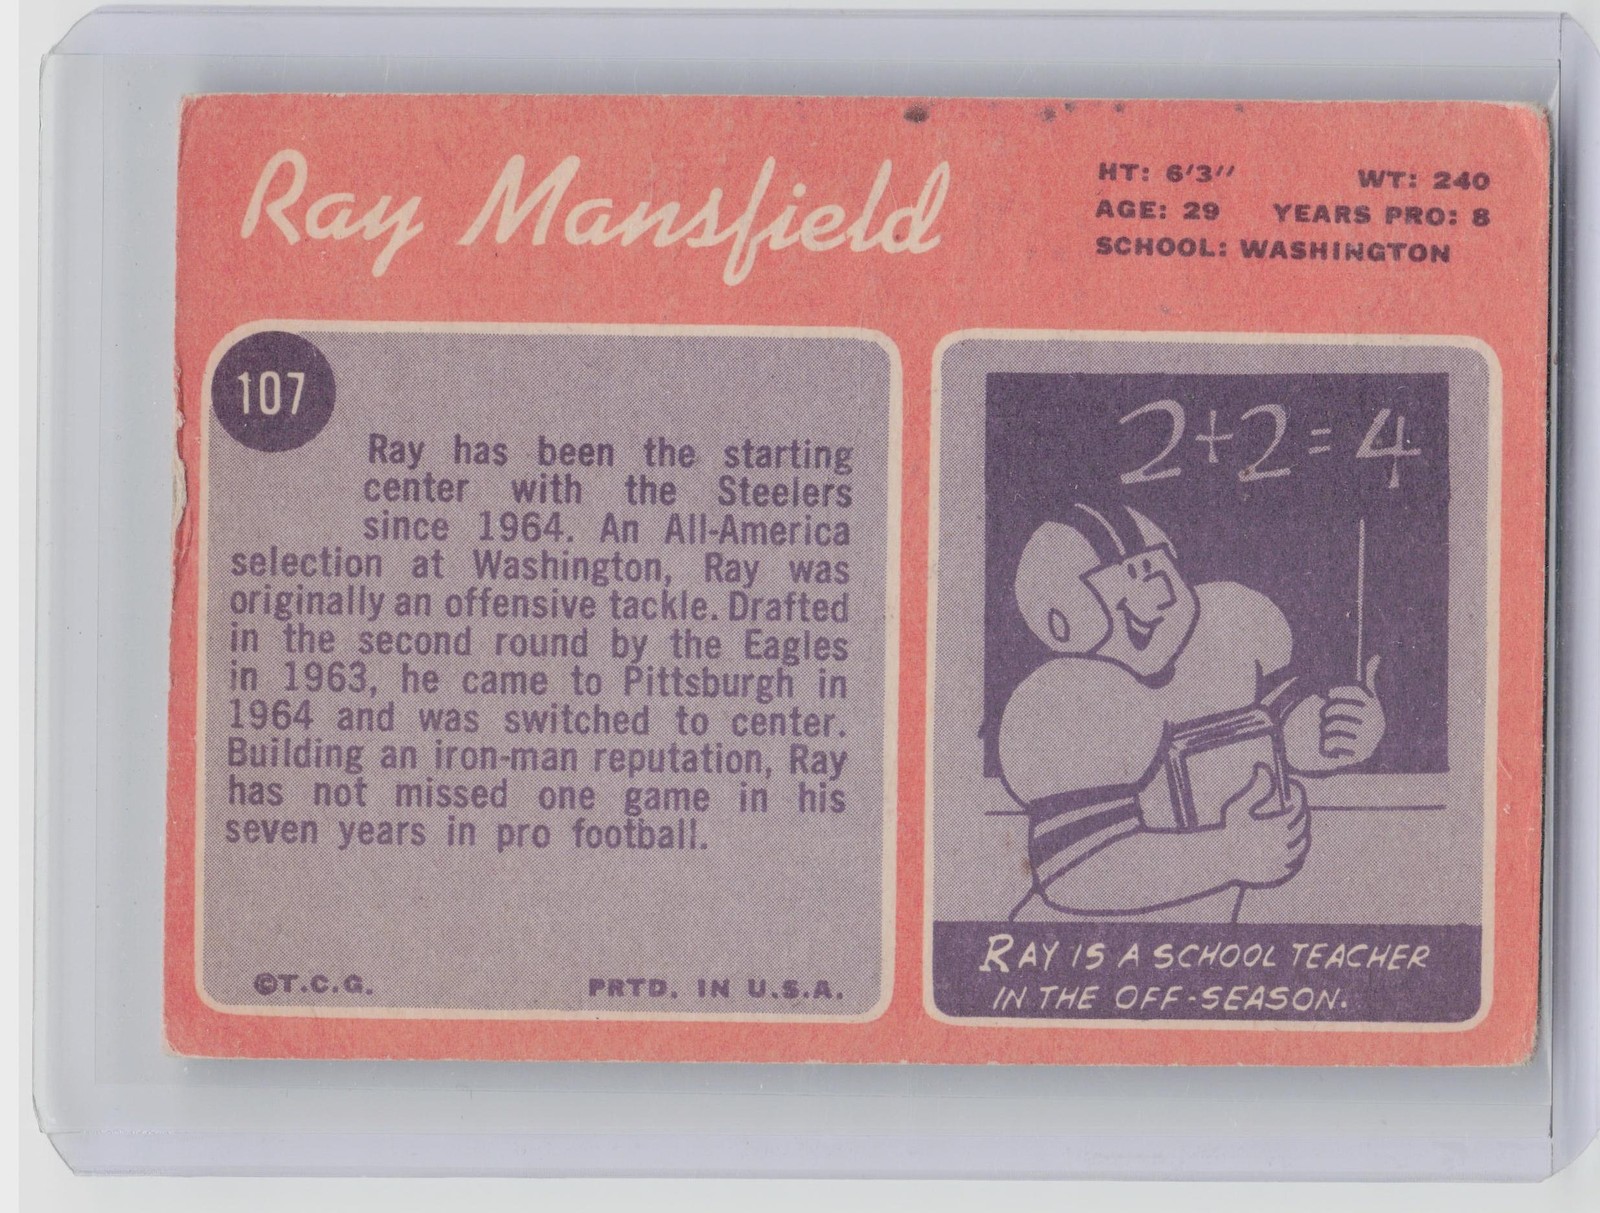 Ray Mansfield
HT: 6'3" WT: 240
AGE: 29 YEARS PRO: 8
SCHOOL: WASHINGTON
107
Ray has been the starting
center with the Steelers
since 1964. An All-America
selection at Washington, Ray was
originally an offensive tackle. Drafted
in the second round by the Eagles
in 1963, he came to Pittsburgh in
1964 and was switched to center.
Building an iron-man reputation, Ray
has not missed one game in his
seven years in pro football.
©T.C.G. PRTD. IN U.S.A.
2+2=4
RAY IS A SCHOOL TEACHER
IN THE OFF-SEASON.